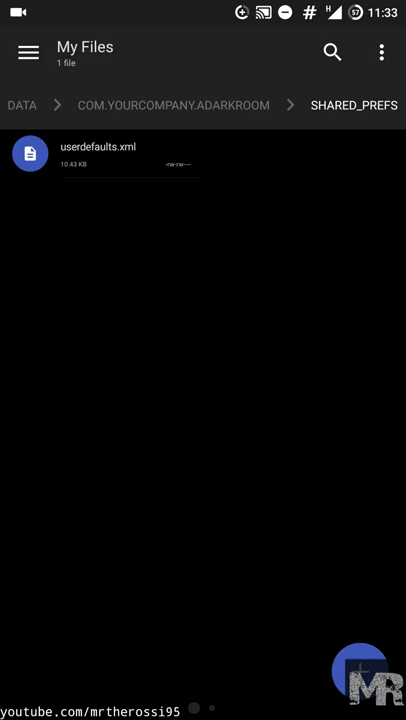 # H 57 11:33
My Files
1 file
DATA > COM.YOURCOMPANY.ADARKROOM > SHARED_PREFS
userdefaults.xml
10.43 KB -rw-rw----
MR
youtube.com/mrtherossi95